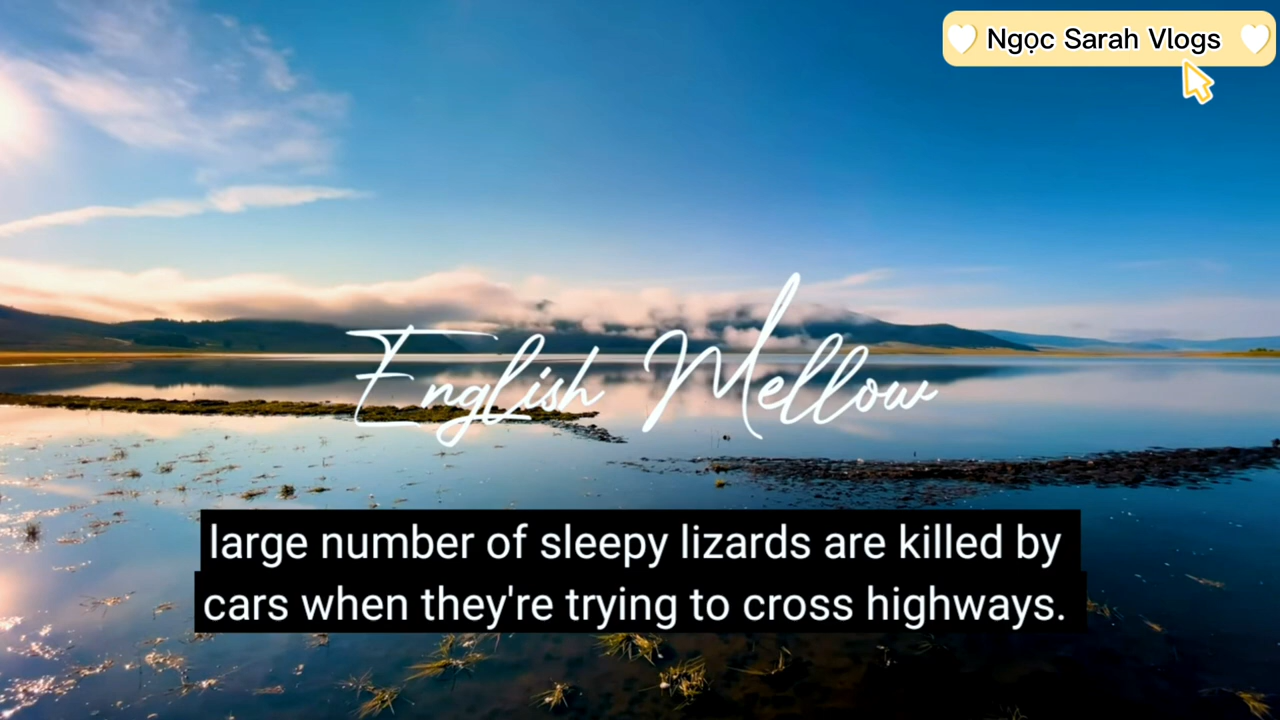 Ngọc Sarah Vlogs
English Mellow
large number of sleepy lizards are killed by
cars when they're trying to cross highways.